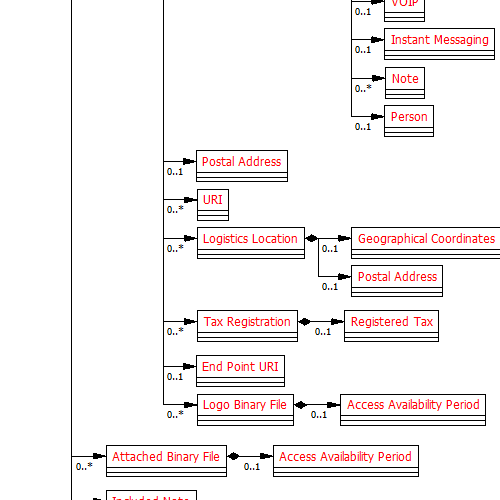 VOIP
0..1
Instant Messaging
0..1
Note
0..*
Person
0..1
Postal Address
0..1
URI
0..*
Logistics Location
Geographical Coordinates
0..*
0..1
Postal Address
0..1
Tax Registration
Registered Tax
0..*
0..1
End Point URI
0..1
Logo Binary File
Access Availability Period
0..*
0..1
Attached Binary File
Access Availability Period
0..*
0..1
Included Note